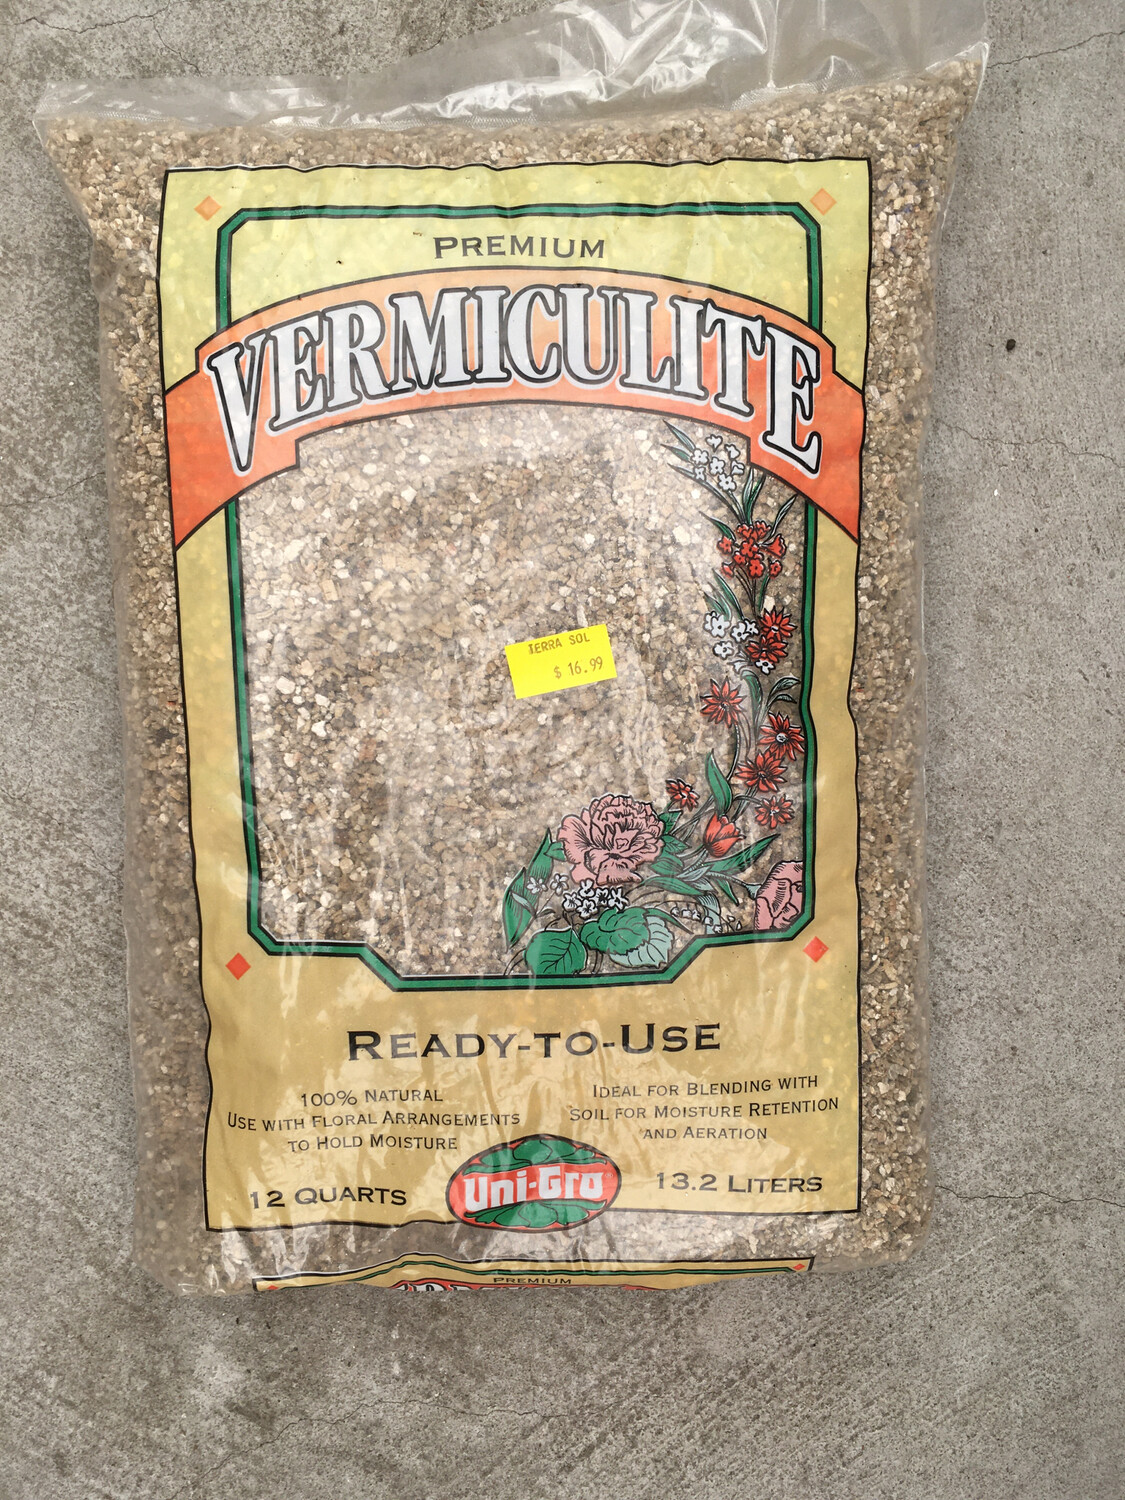 PREMIUM
VERMICULITE
TERRA SOL
$ 16.99
READY-TO-USE
100% NATURAL
USE WITH FLORAL ARRANGEMENTS
TO HOLD MOISTURE
IDEAL FOR BLENDING WITH
SOIL FOR MOISTURE RETENTION
AND AERATION
12 QUARTS
Uni-Gro
13.2 LITERS
PREMIUM